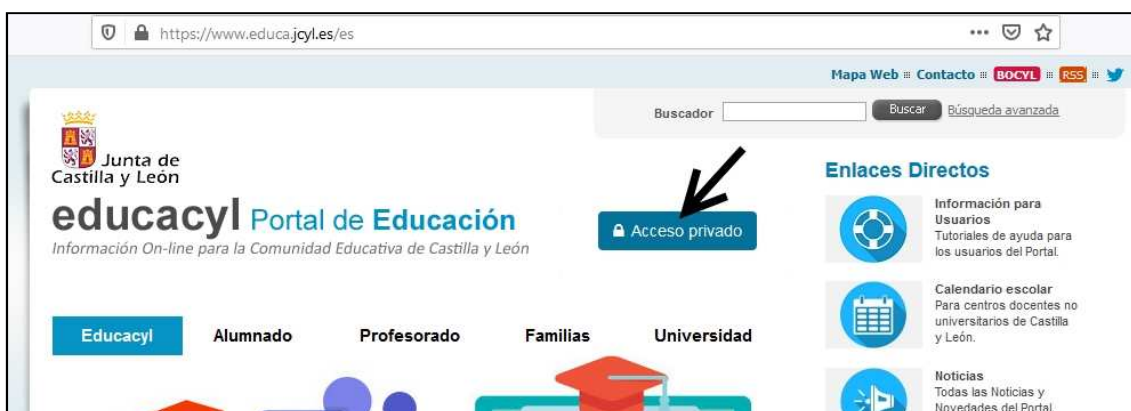 https://www.educa.jcyl.es/es
Mapa Web Contacto BOCYL RSS
Buscador Buscar Búsqueda avanzada
Junta de
Castilla y León
educacyl Portal de Educación
Información On-line para la Comunidad Educativa de Castilla y León
Acceso privado
Educacyl Alumnado Profesorado Familias Universidad
Enlaces Directos
Información para
Usuarios
Tutoriales de ayuda para
los usuarios del Portal.
Calendario escolar
Para centros docentes no
universitarios de Castilla
y León.
Noticias
Todas las Noticias y
Novedades del Portal